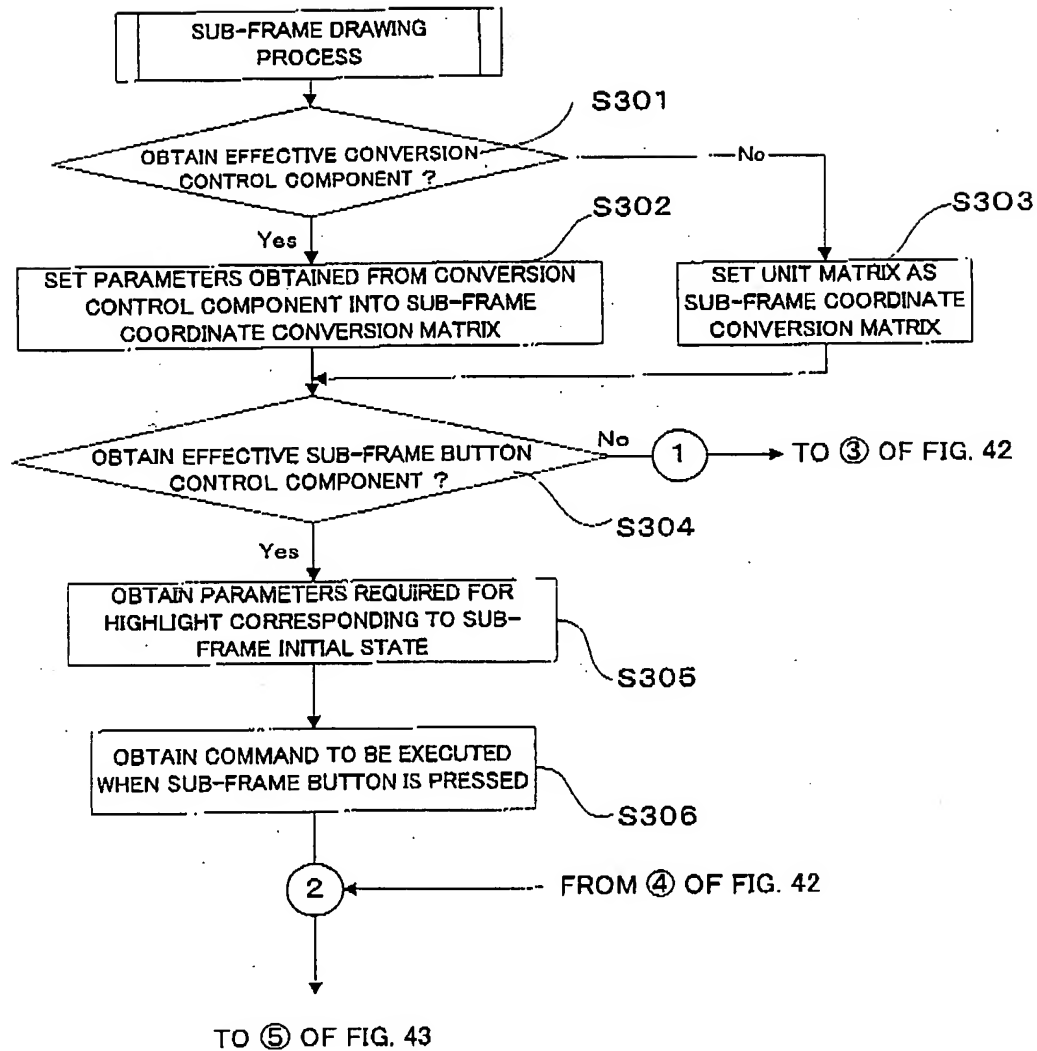 SUB-FRAME DRAWING
PROCESS
S301
OBTAIN EFFECTIVE CONVERSION
CONTROL COMPONENT ?
No
Yes
S302
SET PARAMETERS OBTAINED FROM CONVERSION
CONTROL COMPONENT INTO SUB-FRAME
COORDINATE CONVERSION MATRIX
S303
SET UNIT MATRIX AS
SUB-FRAME COORDINATE
CONVERSION MATRIX
OBTAIN EFFECTIVE SUB-FRAME BUTTON
CONTROL COMPONENT ?
No
1
TO ③ OF FIG. 42
S304
Yes
OBTAIN PARAMETERS REQUIRED FOR
HIGHLIGHT CORRESPONDING TO SUB-
FRAME INITIAL STATE
S305
OBTAIN COMMAND TO BE EXECUTED
WHEN SUB-FRAME BUTTON IS PRESSED
S306
2
FROM ④ OF FIG. 42
TO ⑤ OF FIG. 43